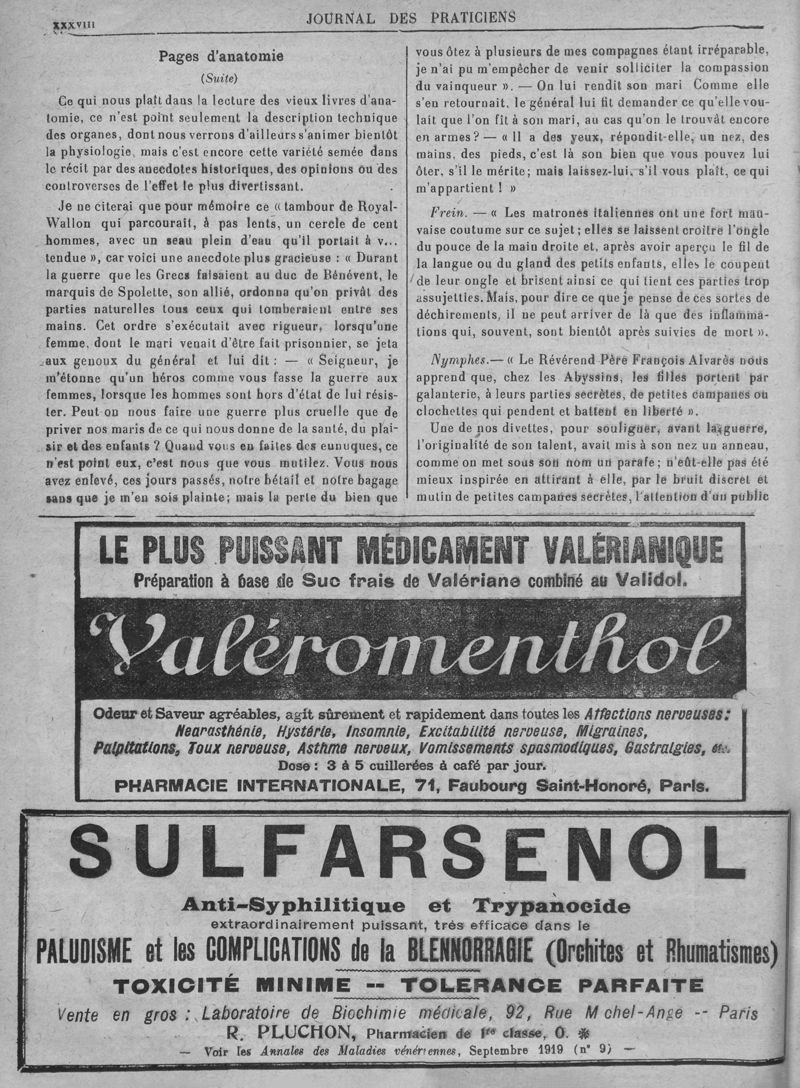 XXXVIII
JOURNAL DES PRATICIENS
Pages d'anatomie
(Suite)
Ce qui nous plaît dans la lecture des vieux livres d'ana-
tomie, ce n'est point seulement la description technique
des organes, dont nous verrons d'ailleurs s'animer bientôt
la physiologie, mais c'est encore cette variété semée dans
le récit par des anecdotes historiques, des opinions ou des
controverses de l'effet le plus divertissant.
Je ne citerai que pour mémoire ce « tambour de Royal-
Wallon qui parcourait, à pas lents, un cercle de cent
hommes, avec un seau plein d'eau qu'il portait à v...
tendue », car voici une anecdote plus gracieuse : « Durant
la guerre que les Grecs faisaient au duc de Bénévent, le
marquis de Spolette, son allié, ordonna qu'on privât des
parties naturelles tous ceux qui tomberaient entre ses
mains. Cet ordre s'exécutait avec rigueur, lorsqu'une
femme, dont le mari venait d'être fait prisonnier, se jeta
aux genoux du général et lui dit : — « Seigneur, je
m'étonne qu'un héros comme vous fasse la guerre aux
femmes, lorsque les hommes sont hors d'état de lui résis-
ter. Peut on nous faire une guerre plus cruelle que de
priver nos maris de ce qui nous donne de la santé, du plai-
sir et des enfants ? Quand vous en faites des eunuques, ce
n'est point eux, c'est nous que vous mutilez. Vous nous
avez enlevé, ces jours passés, notre bétail et notre bagage
sans que je m'en sois plainte; mais la perte du bien que
vous ôtez à plusieurs de mes compagnes étant irréparable,
je n'ai pu m'empêcher de venir solliciter la compassion
du vainqueur ». — On lui rendit son mari Comme elle
s'en retournait, le général lui fit demander ce qu'elle vou-
lait que l'on fit à son mari, au cas qu'on le trouvât encore
en armes? — « Il a des yeux, répondit-elle, un nez, des
mains, des pieds, c'est là son bien que vous pouvez lui
ôter, s'il le mérite; mais laissez-lui, s'il vous plaît, ce qui
m'appartient ! »
Frein. — « Les matrones italiennes ont une fort mau-
vaise coutume sur ce sujet ; elles se laissent croître l'ongle
du pouce de la main droite et, après avoir aperçu le fil de
la langue ou du gland des petits enfants, elles le coupent
de leur ongle et brisent ainsi ce qui tient ces parties trop
assujetties. Mais, pour dire ce que je pense de ces sortes de
déchirements, il ne peut arriver de là que des inflamma-
tions qui, souvent, sont bientôt après suivies de mort ».
Nymphes.— « Le Révérend Père François Alvarès nous
apprend que, chez les Abyssins, les filles portent par
galanterie, à leurs parties secrètes, de petites campanes ou
clochettes qui pendent et battent en liberté ».
Une de nos divettes, pour souligner, avant la guerre,
l'originalité de son talent, avait mis à son nez un anneau,
comme on met sous son nom un parafe ; n'eût-elle pas été
mieux inspirée en attirant à elle, par le bruit discret et
mutin de petites campanes secrètes, l'attention d'un public
LE PLUS PUISSANT MÉDICAMENT VALÉRIANIQUE
Préparation à base de Suc frais de Valériane combiné au Validol.
Valéromenthol
Odeur et Saveur agréables, agit sûrement et rapidement dans toutes les Affections nerveuses:
Nearasthénie, Hystérie, Insomnie, Excitabilité nerveuse, Migraines,
Palpitations, Toux nerveuse, Asthme nerveux, Vomissements spasmodiques, Gastralgies, etc.
Dose : 3 à 5 cuillerées à café par jour.
PHARMACIE INTERNATIONALE, 71, Faubourg Saint-Honoré, Paris.
SULFARSENOL
Anti-Syphilitique et Trypanocide
extraordinairement puissant, très efficace dans le
PALUDISME et les COMPLICATIONS de la BLENNORRAGIE (Orchites et Rhumatismes)
TOXICITÉ MINIME -- TOLERANCE PARFAITE
Vente en gros : Laboratoire de Biochimie médicale, 92, Rue M chel-Ange -- Paris
R. PLUCHON, Pharmacien de 1re classe, O. ✻
— Voir les Annales des Maladies vénériennes, Septembre 1919 (n° 9) —